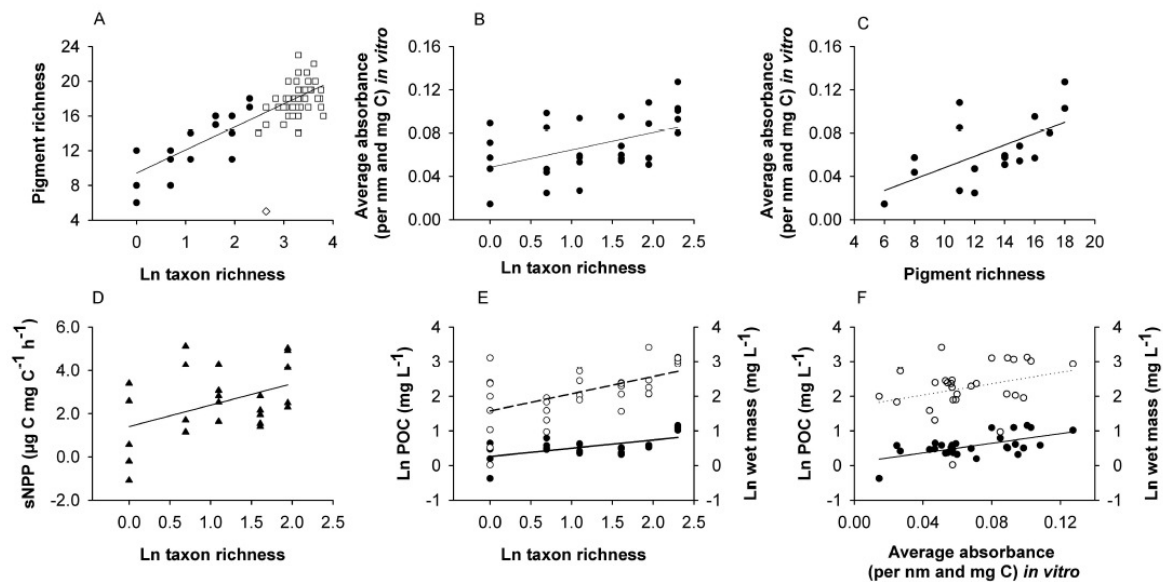 A
Pigment richness
24
20
16
12
8
4
0 1 2 3 4
Ln taxon richness
B
Average absorbance
(per nm and mg C) in vitro
0.16
0.12
0.08
0.04
0.00
0.0 0.5 1.0 1.5 2.0 2.5
Ln taxon richness
C
Average absorbance
(per nm and mg C) in vitro
0.16
0.12
0.08
0.04
0.00
4 6 8 10 12 14 16 18 20
Pigment richness
D
sNPP (µg C mg C⁻¹ h⁻¹)
6.0
4.0
2.0
0.0
-2.0
0.0 0.5 1.0 1.5 2.0 2.5
Ln taxon richness
E
Ln POC (mg L⁻¹)
4
3
2
1
0
-1
0.0 0.5 1.0 1.5 2.0 2.5
Ln taxon richness
4
3
2
1
0
-1
Ln wet mass (mg L⁻¹)
F
Ln POC (mg L⁻¹)
4
3
2
1
0
-1
0.00 0.04 0.08 0.12
Average absorbance
(per nm and mg C) in vitro
4
3
2
1
0
-1
Ln wet mass (mg L⁻¹)